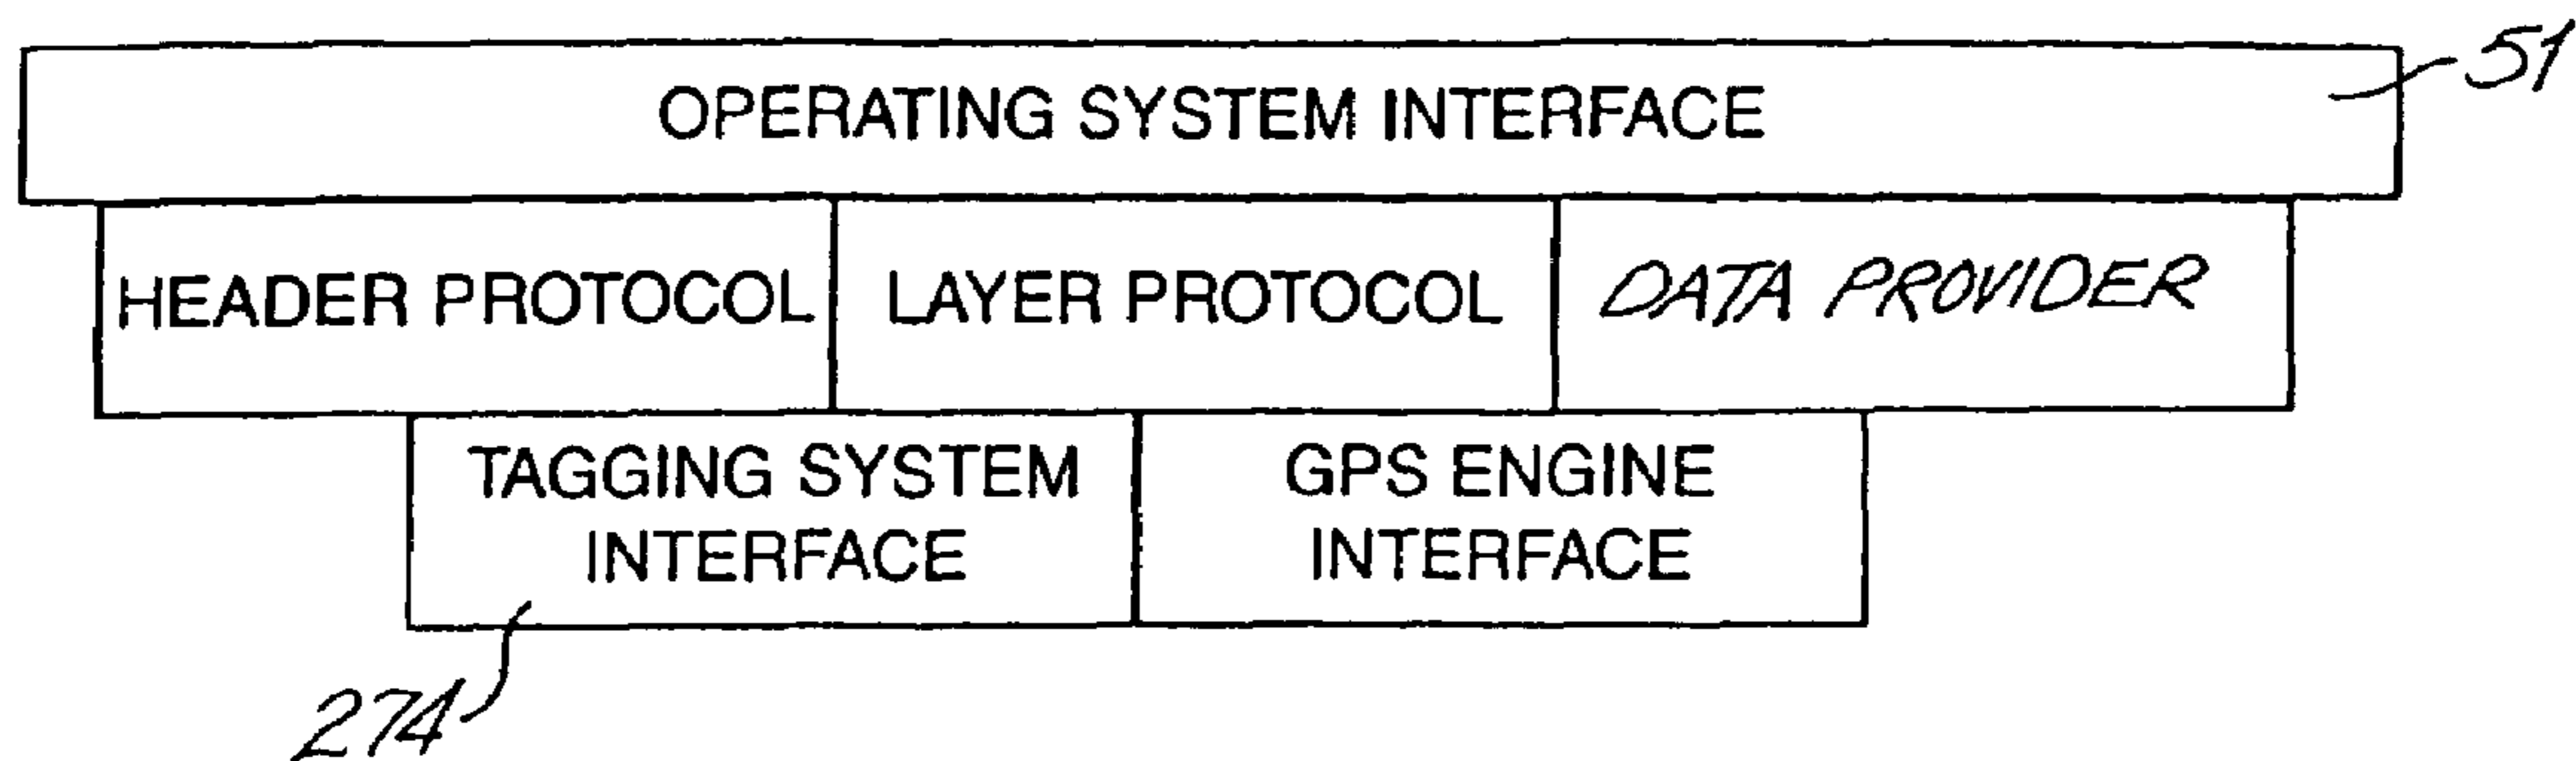 OPERATING SYSTEM INTERFACE
51
HEADER PROTOCOL
LAYER PROTOCOL
DATA PROVIDER
TAGGING SYSTEM
INTERFACE
GPS ENGINE
INTERFACE
274